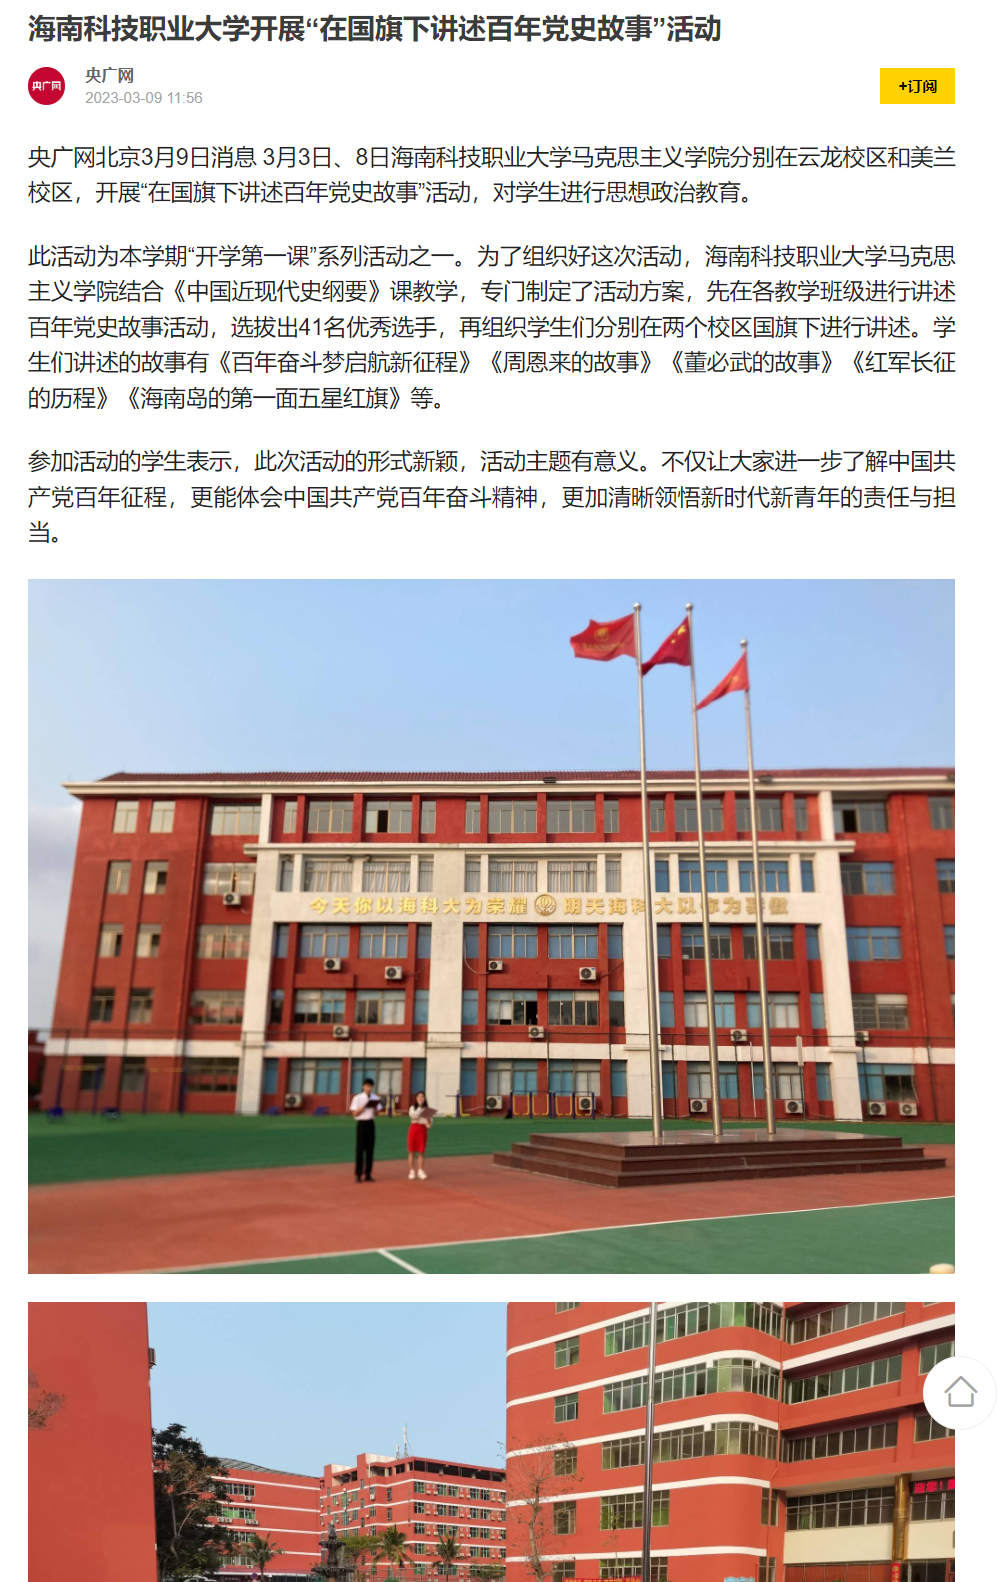 海南科技职业大学开展“在国旗下讲述百年党史故事”活动
央广网
央广网
2023-03-09 11:56
+订阅
央广网北京3月9日消息 3月3日、8日海南科技职业大学马克思主义学院分别在云龙校区和美兰
校区，开展“在国旗下讲述百年党史故事”活动，对学生进行思想政治教育。
此活动为本学期“开学第一课”系列活动之一。为了组织好这次活动，海南科技职业大学马克思
主义学院结合《中国近现代史纲要》课教学，专门制定了活动方案，先在各教学班级进行讲述
百年党史故事活动，选拔出41名优秀选手，再组织学生们分别在两个校区国旗下进行讲述。学
生们讲述的故事有《百年奋斗梦启航新征程》《周恩来的故事》《董必武的故事》《红军长征
的历程》《海南岛的第一面五星红旗》等。
参加活动的学生表示，此次活动的形式新颖，活动主题有意义。不仅让大家进一步了解中国共
产党百年征程，更能体会中国共产党百年奋斗精神，更加清晰领悟新时代新青年的责任与担
当。
今天你以海科大为荣耀 明天海科大以你为骄傲